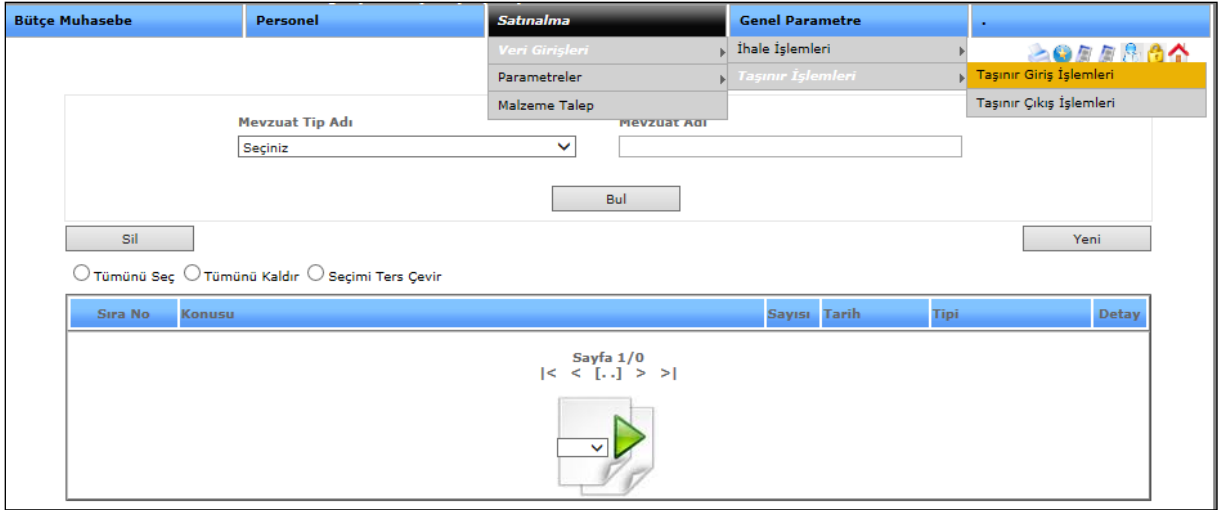 Bütçe Muhasebe Personel Satınalma Genel Parametre .
Veri Girişleri İhale İşlemleri
Parametreler Taşınır İşlemleri Taşınır Giriş İşlemleri
Malzeme Talep Taşınır Çıkış İşlemleri
Mevzuat Tip Adı Mevzuat Adı
Seçiniz
Bul
Sil Yeni
Tümünü Seç Tümünü Kaldır Seçimi Ters Çevir
Sıra No Konusu Sayısı Tarih Tipi Detay
Sayfa 1/0
|< < [..] > >|